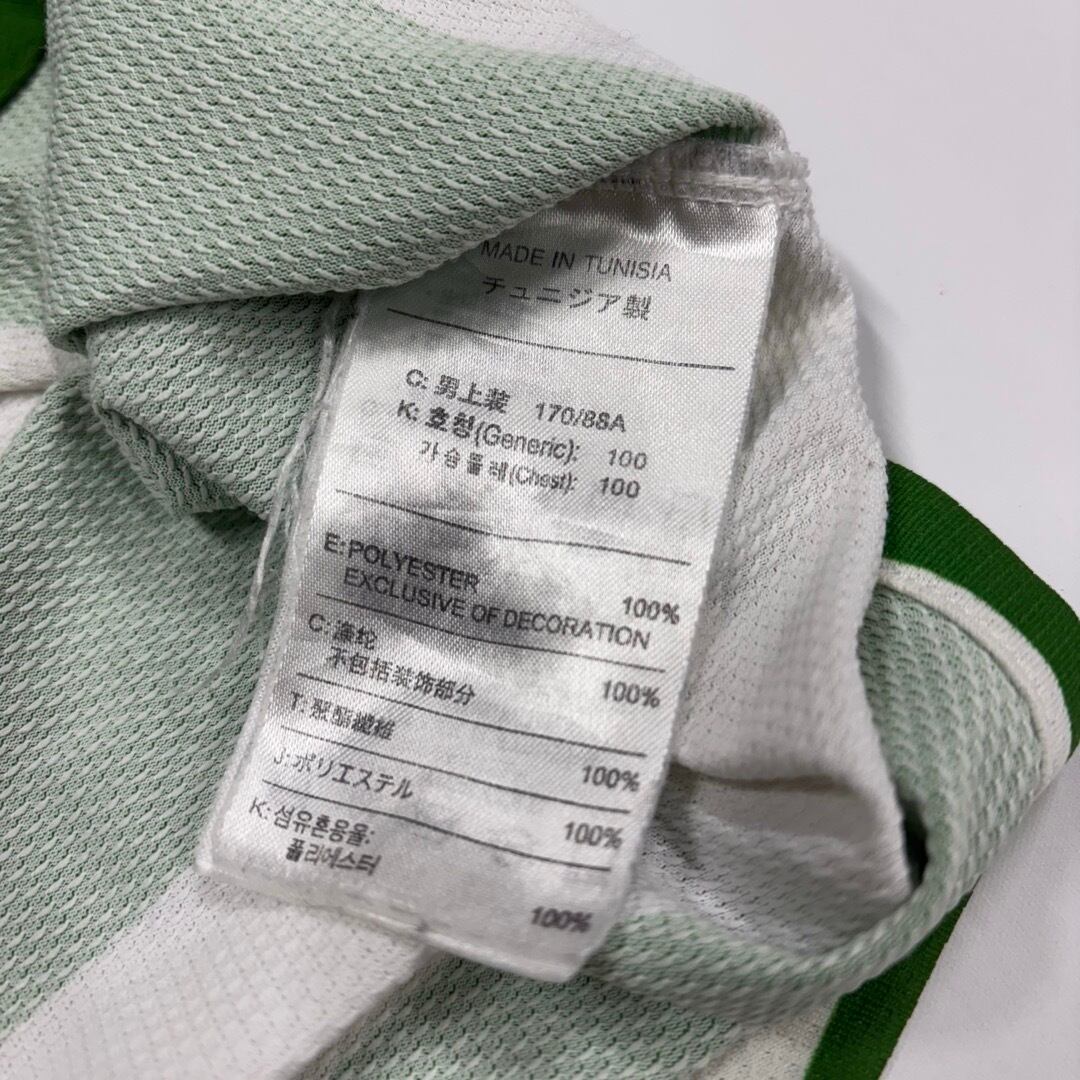 MADE IN TUNISIA
チュニジア製
C: 男上装 170/88A
K: 호칭(Generic): 100
가슴둘레(Chest): 100
E: POLYESTER 100%
EXCLUSIVE OF DECORATION
C: 涤纶 100%
不包括装饰部分
T: 聚酯纖維 100%
J: ポリエステル 100%
K: 섬유혼용율:
폴리에스터 100%